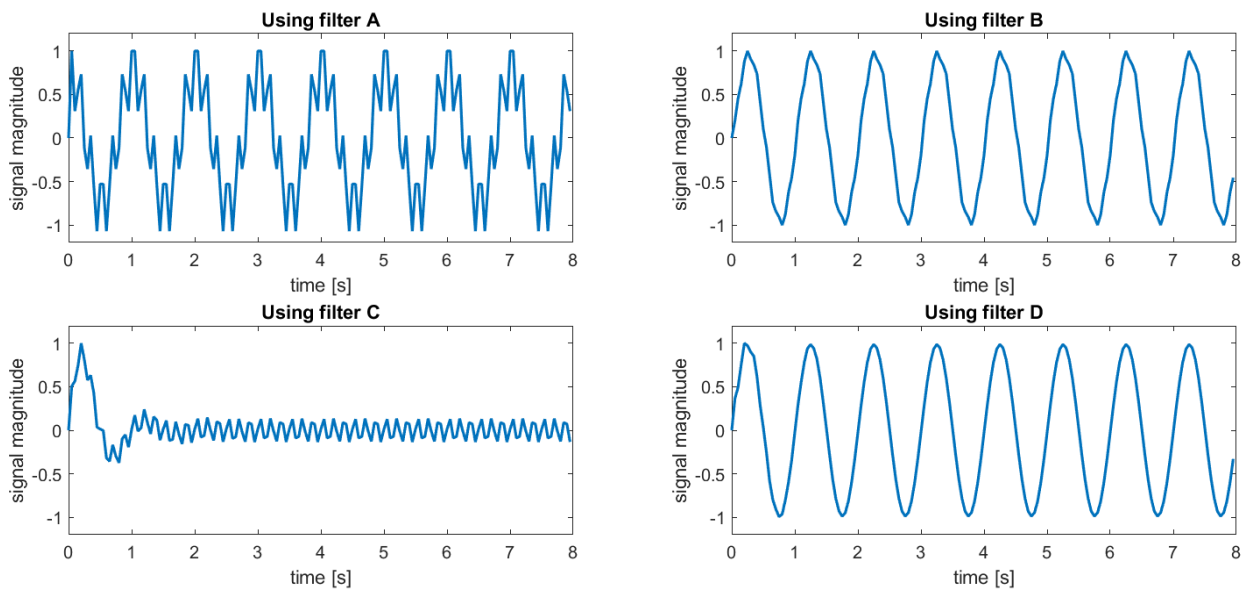 Using filter A
signal magnitude
1
0.5
0
-0.5
-1
0 1 2 3 4 5 6 7 8
time [s]
Using filter B
signal magnitude
1
0.5
0
-0.5
-1
0 1 2 3 4 5 6 7 8
time [s]
Using filter C
signal magnitude
1
0.5
0
-0.5
-1
0 1 2 3 4 5 6 7 8
time [s]
Using filter D
signal magnitude
1
0.5
0
-0.5
-1
0 1 2 3 4 5 6 7 8
time [s]